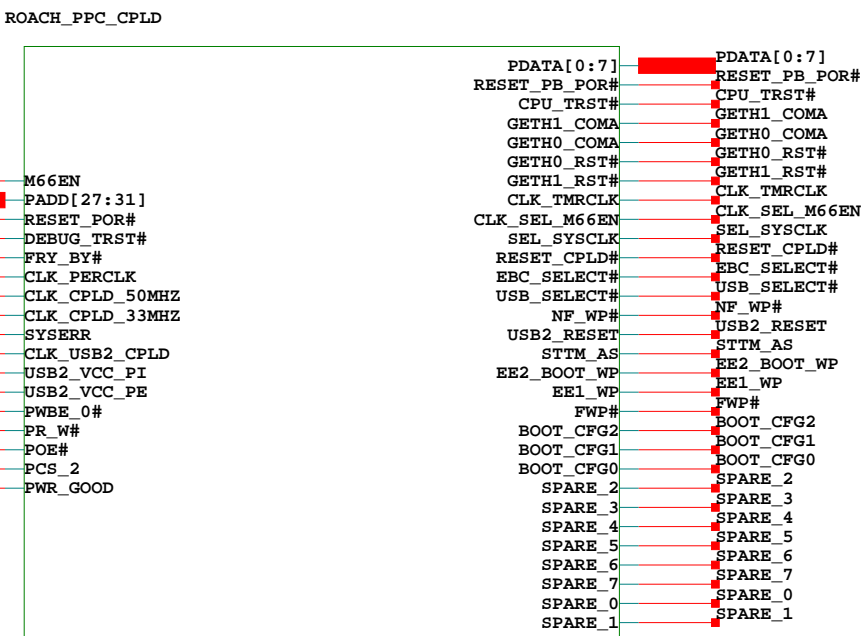 ROACH_PPC_CPLD
M66EN
PADD[27:31]
RESET_POR#
DEBUG_TRST#
FRY_BY#
CLK_PERCLK
CLK_CPLD_50MHZ
CLK_CPLD_33MHZ
SYSERR
CLK_USB2_CPLD
USB2_VCC_PI
USB2_VCC_PE
PWBE_0#
PR_W#
POE#
PCS_2
PWR_GOOD
PDATA[0:7]
RESET_PB_POR#
CPU_TRST#
GETH1_COMA
GETH0_COMA
GETH0_RST#
GETH1_RST#
CLK_TMRCLK
CLK_SEL_M66EN
SEL_SYSCLK
RESET_CPLD#
EBC_SELECT#
USB_SELECT#
NF_WP#
USB2_RESET
STTM_AS
EE2_BOOT_WP
EE1_WP
FWP#
BOOT_CFG2
BOOT_CFG1
BOOT_CFG0
SPARE_2
SPARE_3
SPARE_4
SPARE_5
SPARE_6
SPARE_7
SPARE_0
SPARE_1
PDATA[0:7]
RESET_PB_POR#
CPU_TRST#
GETH1_COMA
GETH0_COMA
GETH0_RST#
GETH1_RST#
CLK_TMRCLK
CLK_SEL_M66EN
SEL_SYSCLK
RESET_CPLD#
EBC_SELECT#
USB_SELECT#
NF_WP#
USB2_RESET
STTM_AS
EE2_BOOT_WP
EE1_WP
FWP#
BOOT_CFG2
BOOT_CFG1
BOOT_CFG0
SPARE_2
SPARE_3
SPARE_4
SPARE_5
SPARE_6
SPARE_7
SPARE_0
SPARE_1